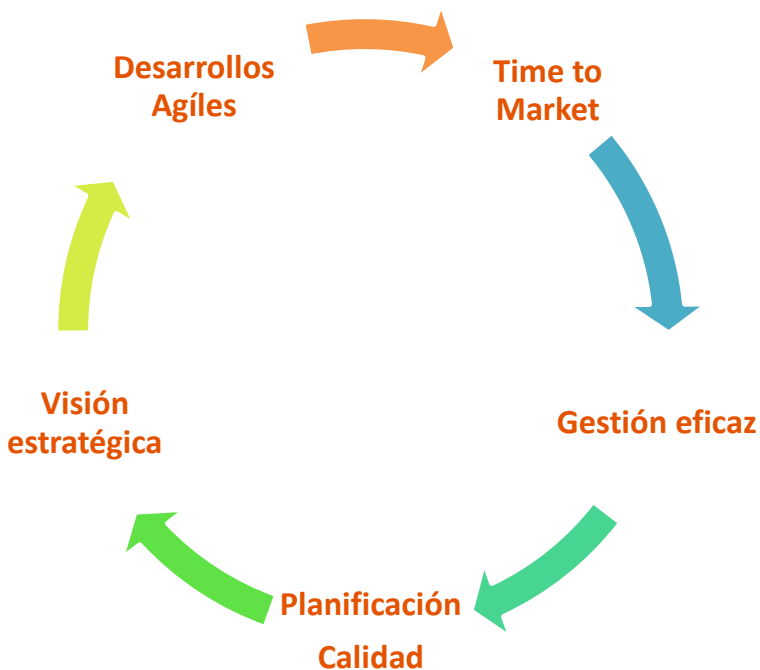 Desarrollos
Agíles
Time to
Market
Gestión eficaz
Planificación
Calidad
Visión
estratégica